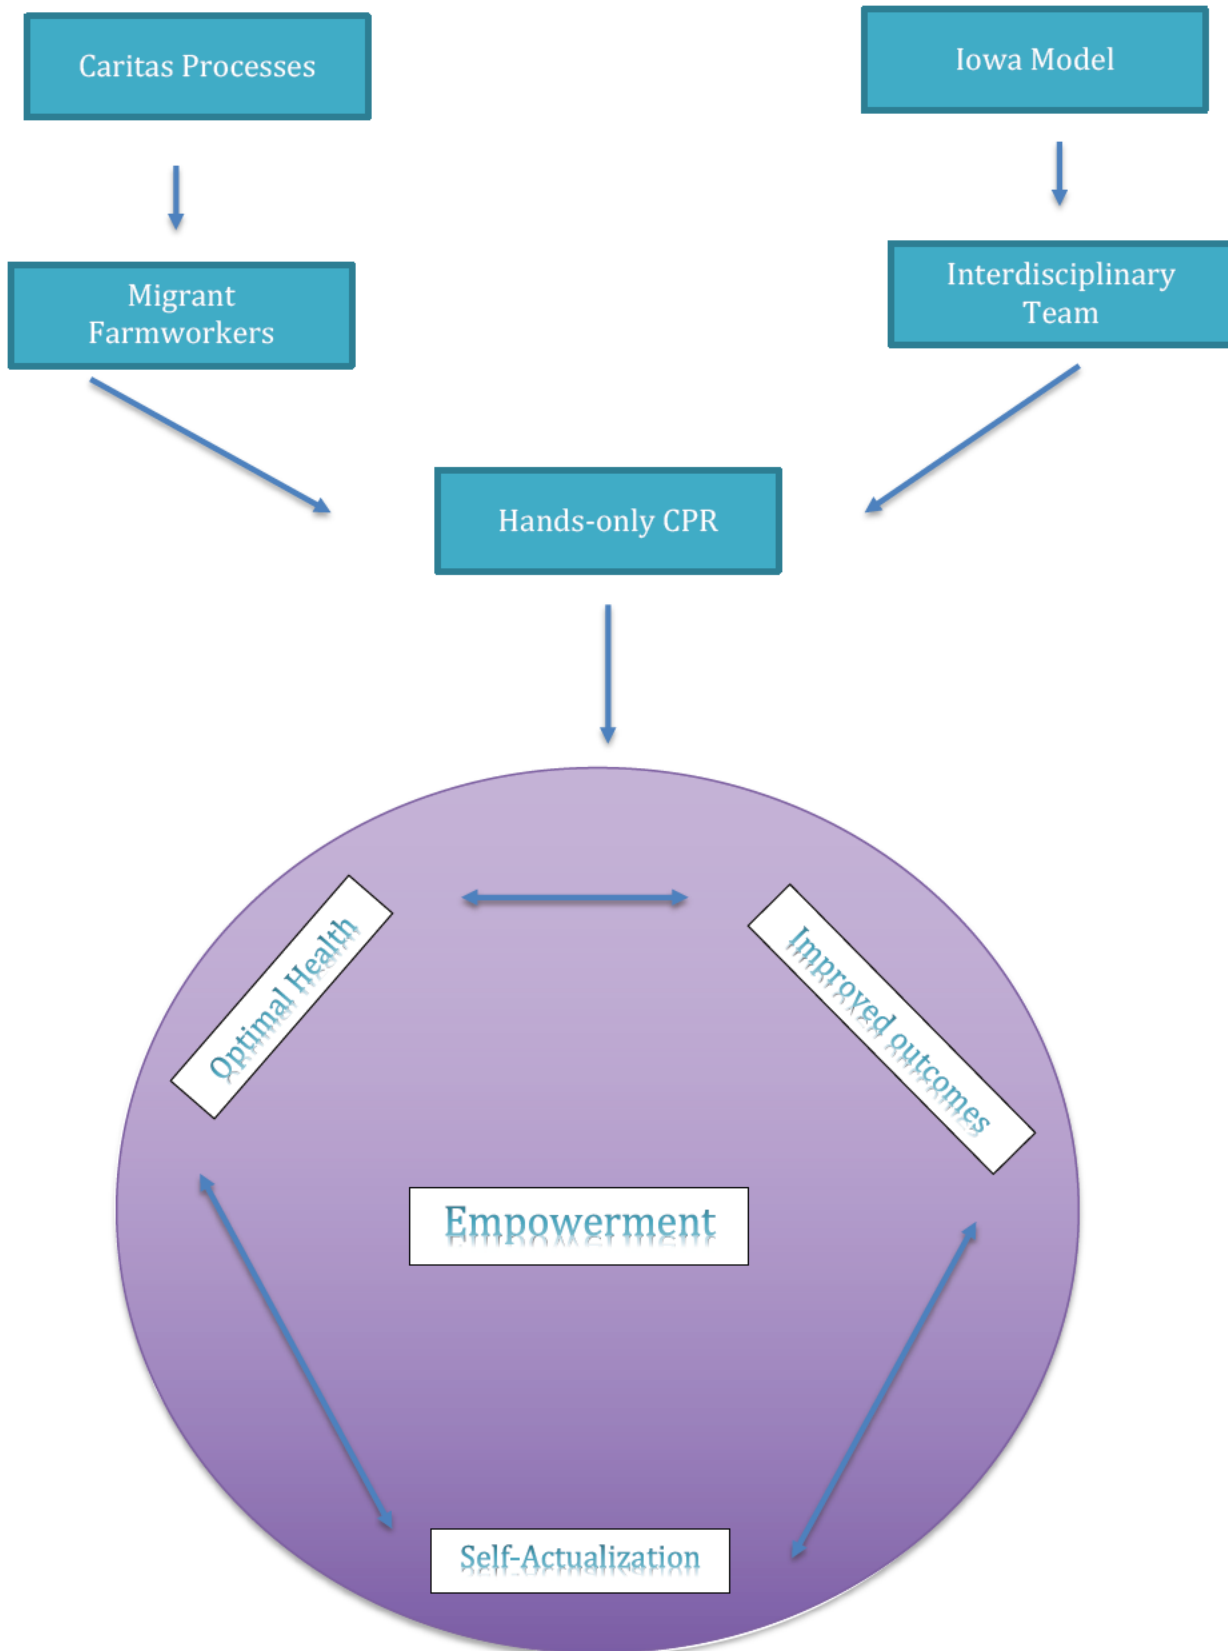 Caritas Processes
Iowa Model
Migrant
Farmworkers
Interdisciplinary
Team
Hands-only CPR
Optimal Health
Improved outcomes
Empowerment
Self-Actualization